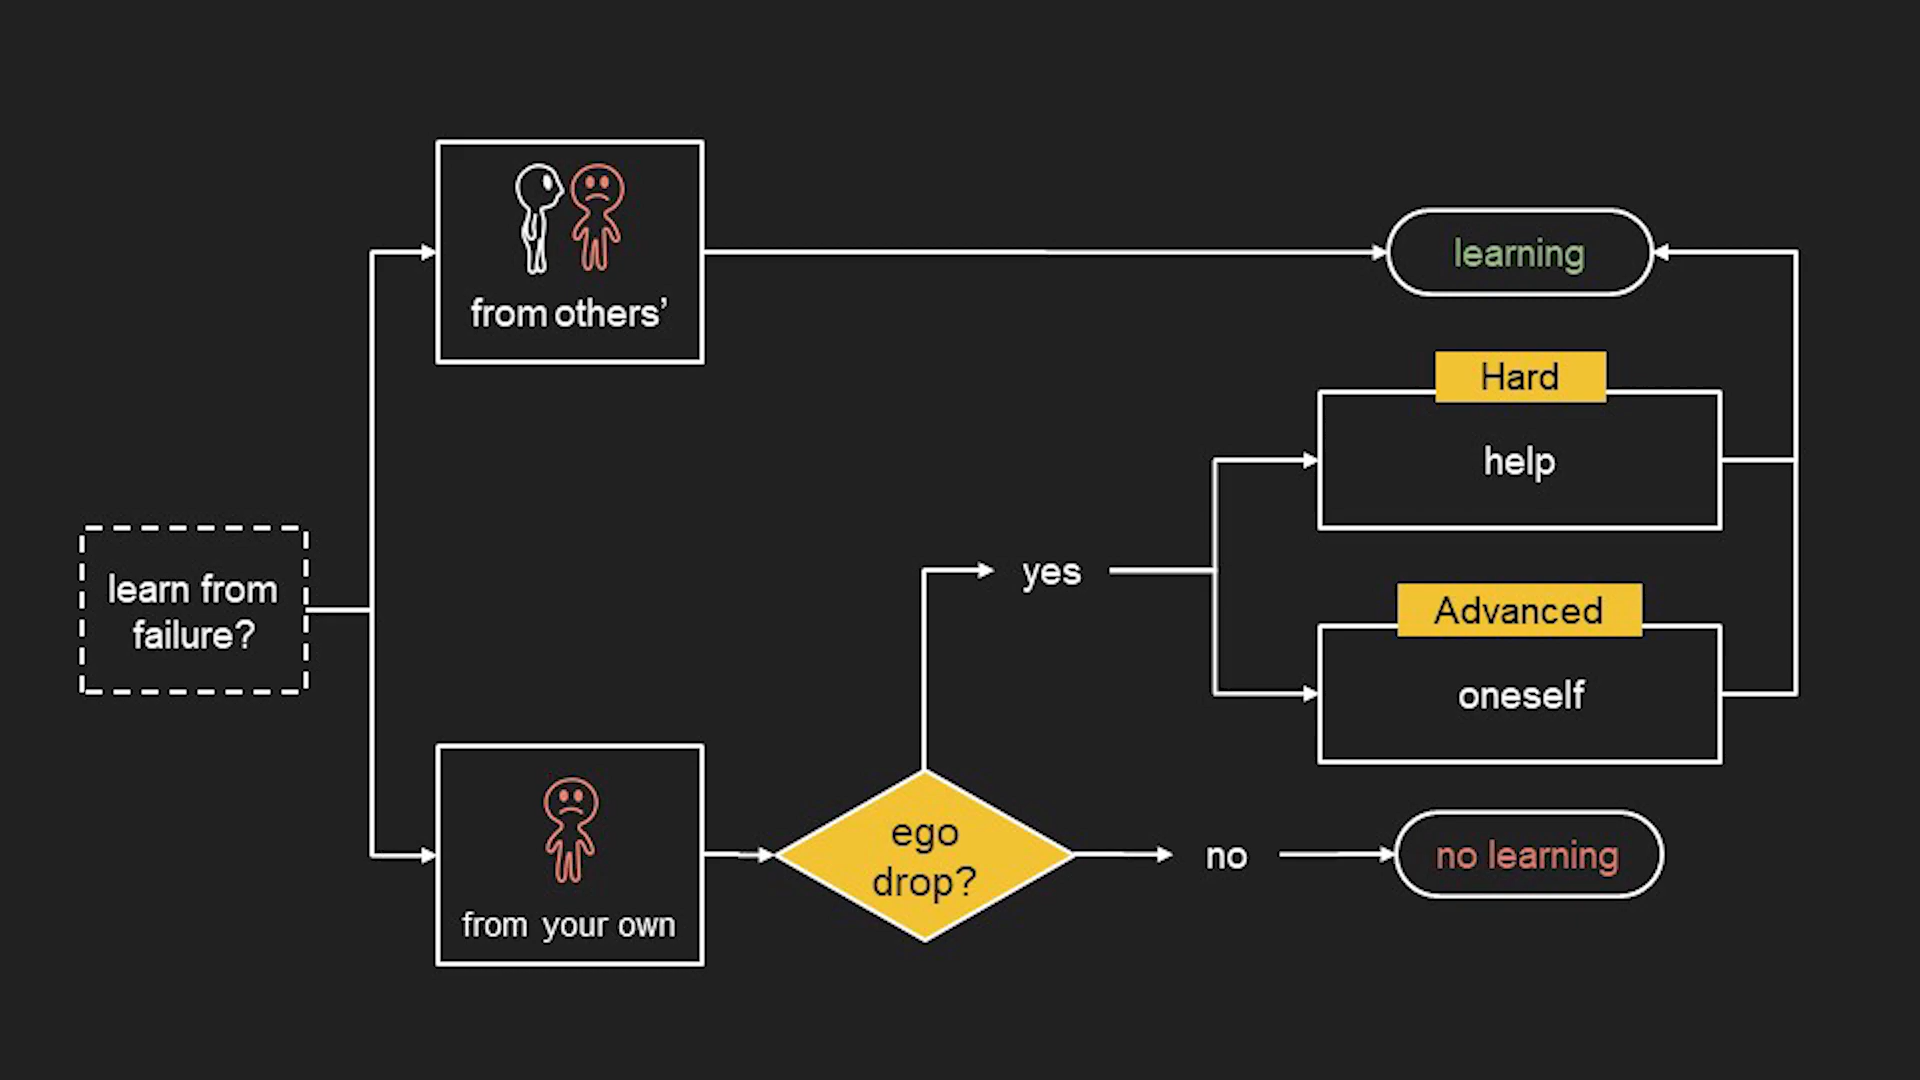 from others’
learning
Hard
help
yes
learn from
failure?
Advanced
oneself
ego
drop?
no
no learning
from your own